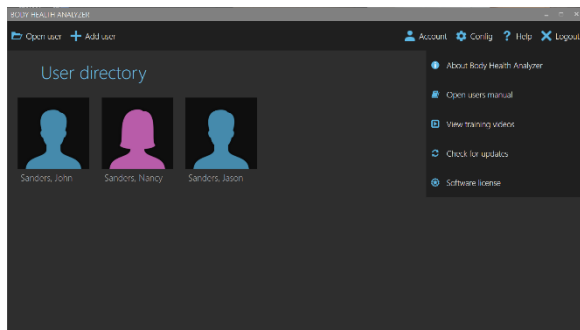 BODY HEALTH ANALYZER
Open user Add user Account Config ? Help Logout
User directory
About Body Health Analyzer
Open users manual
View training videos
Check for updates
Software license
Sanders, John Sanders, Nancy Sanders, Jason